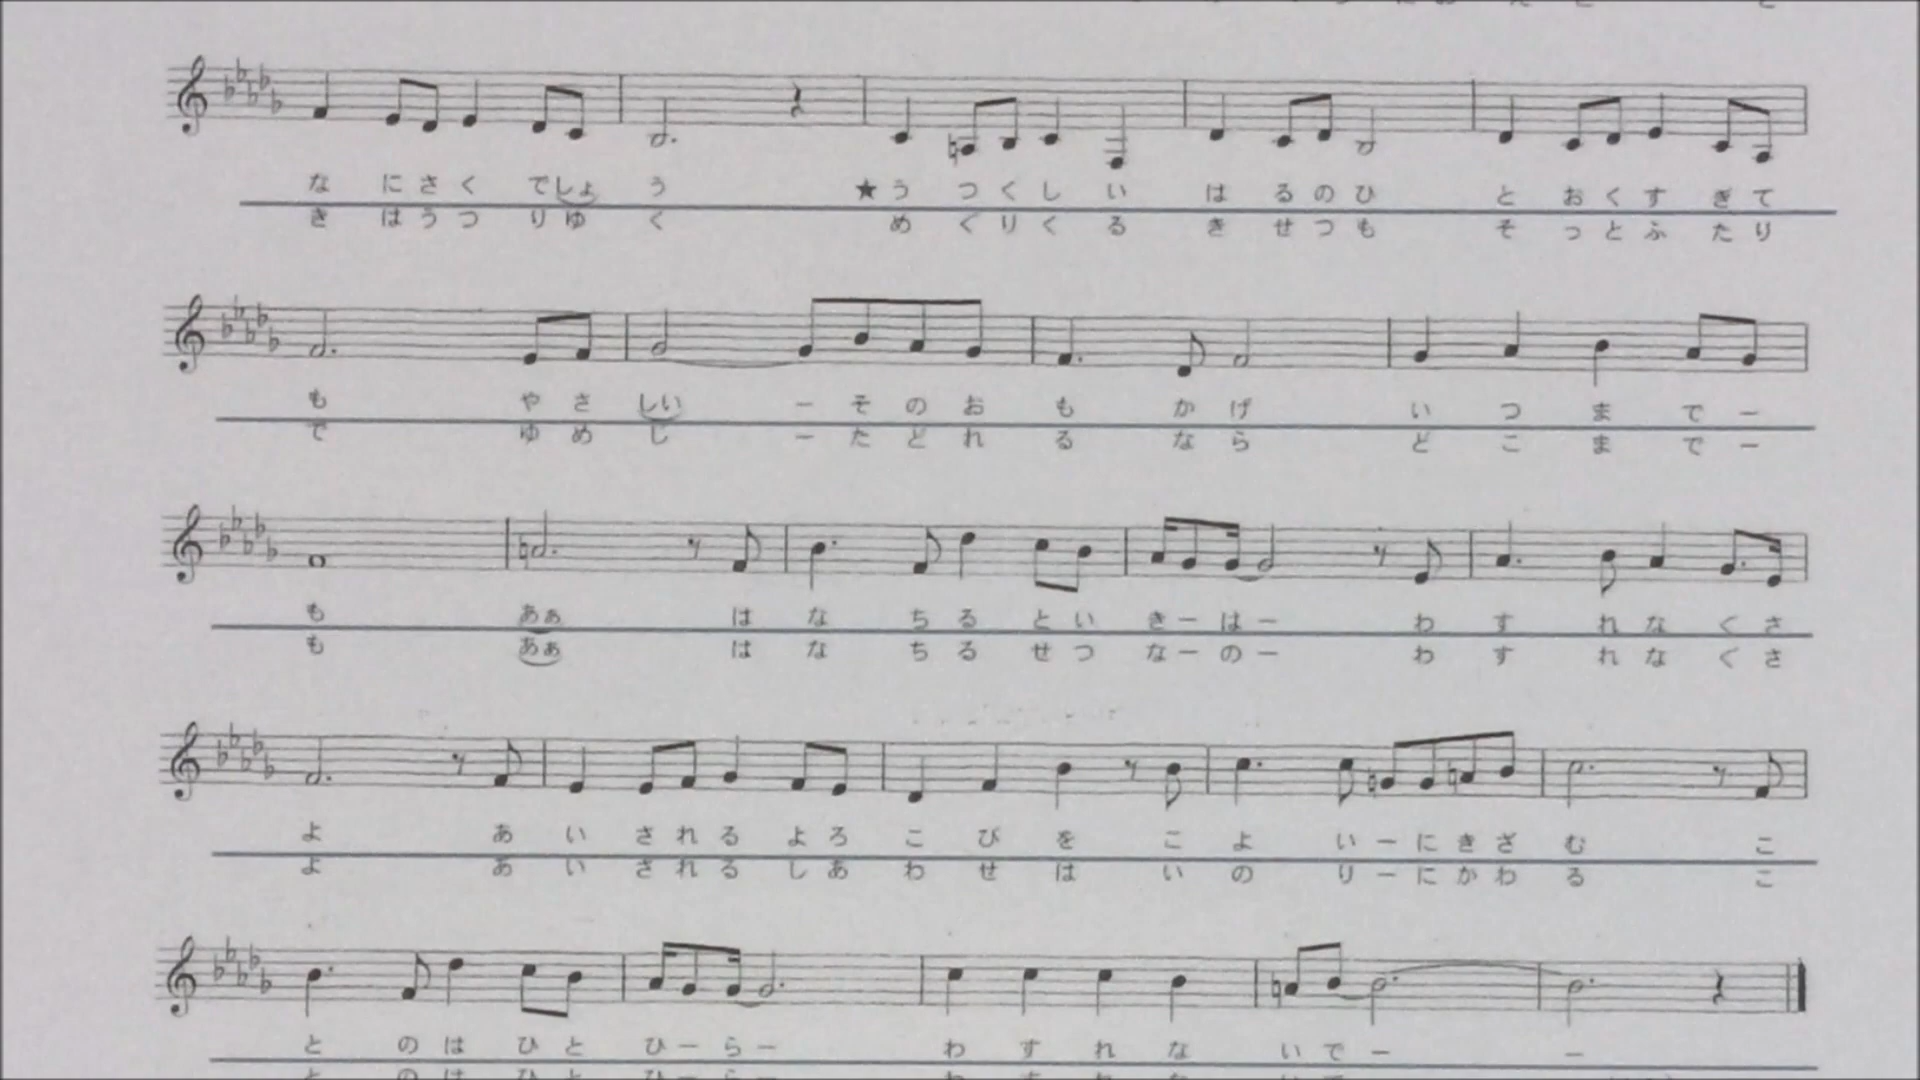 な にさく でしょ う ★う つくし い は るのひ と おくす ぎて
き はうつ りゆ く め ぐりく る き せつも そ っとふ たり
も やさ しい ー そのお も かげ い つ ま で ー
で ゆめ じ ー たどれ る なら ど こ ま で ー
も あぁ は な ちる とい き ー は ー わ す れな くさ
も あぁ は な ちる せつ な ー の ー わ す れな くさ
よ あ い される よろ こ び を こ よ い ー にきざ む こ
よ あ い される しあ わ せ は い の り ー にかわ る こ
と のは ひと ひ ー ら ー わ す れ な いで ー ー